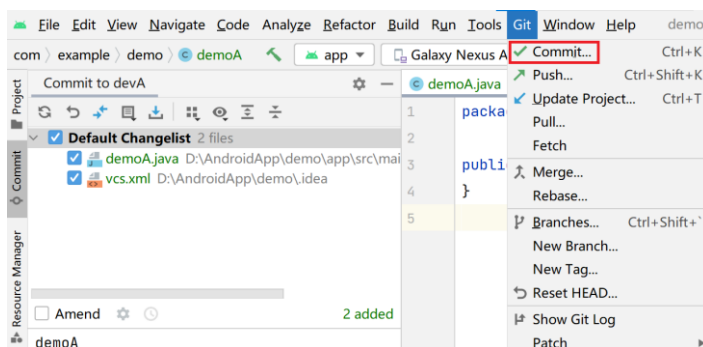 File Edit View Navigate Code Analyze Refactor Build Run Tools Git Window Help demo
com example demo demoA app Galaxy Nexus A
Commit... Ctrl+K
Project
Commit to devA
demoA.java
Push... Ctrl+Shift+K
Update Project... Ctrl+T
1 packa
Pull...
Default Changelist 2 files
2
Fetch
demoA.java D:\AndroidApp\demo\app\src\mai
3 publi
Merge...
Commit
vcs.xml D:\AndroidApp\demo\.idea
4 }
Rebase...
5
Branches... Ctrl+Shift+`
New Branch...
Resource Manager
New Tag...
Reset HEAD...
Amend 2 added
Show Git Log
demoA
Patch